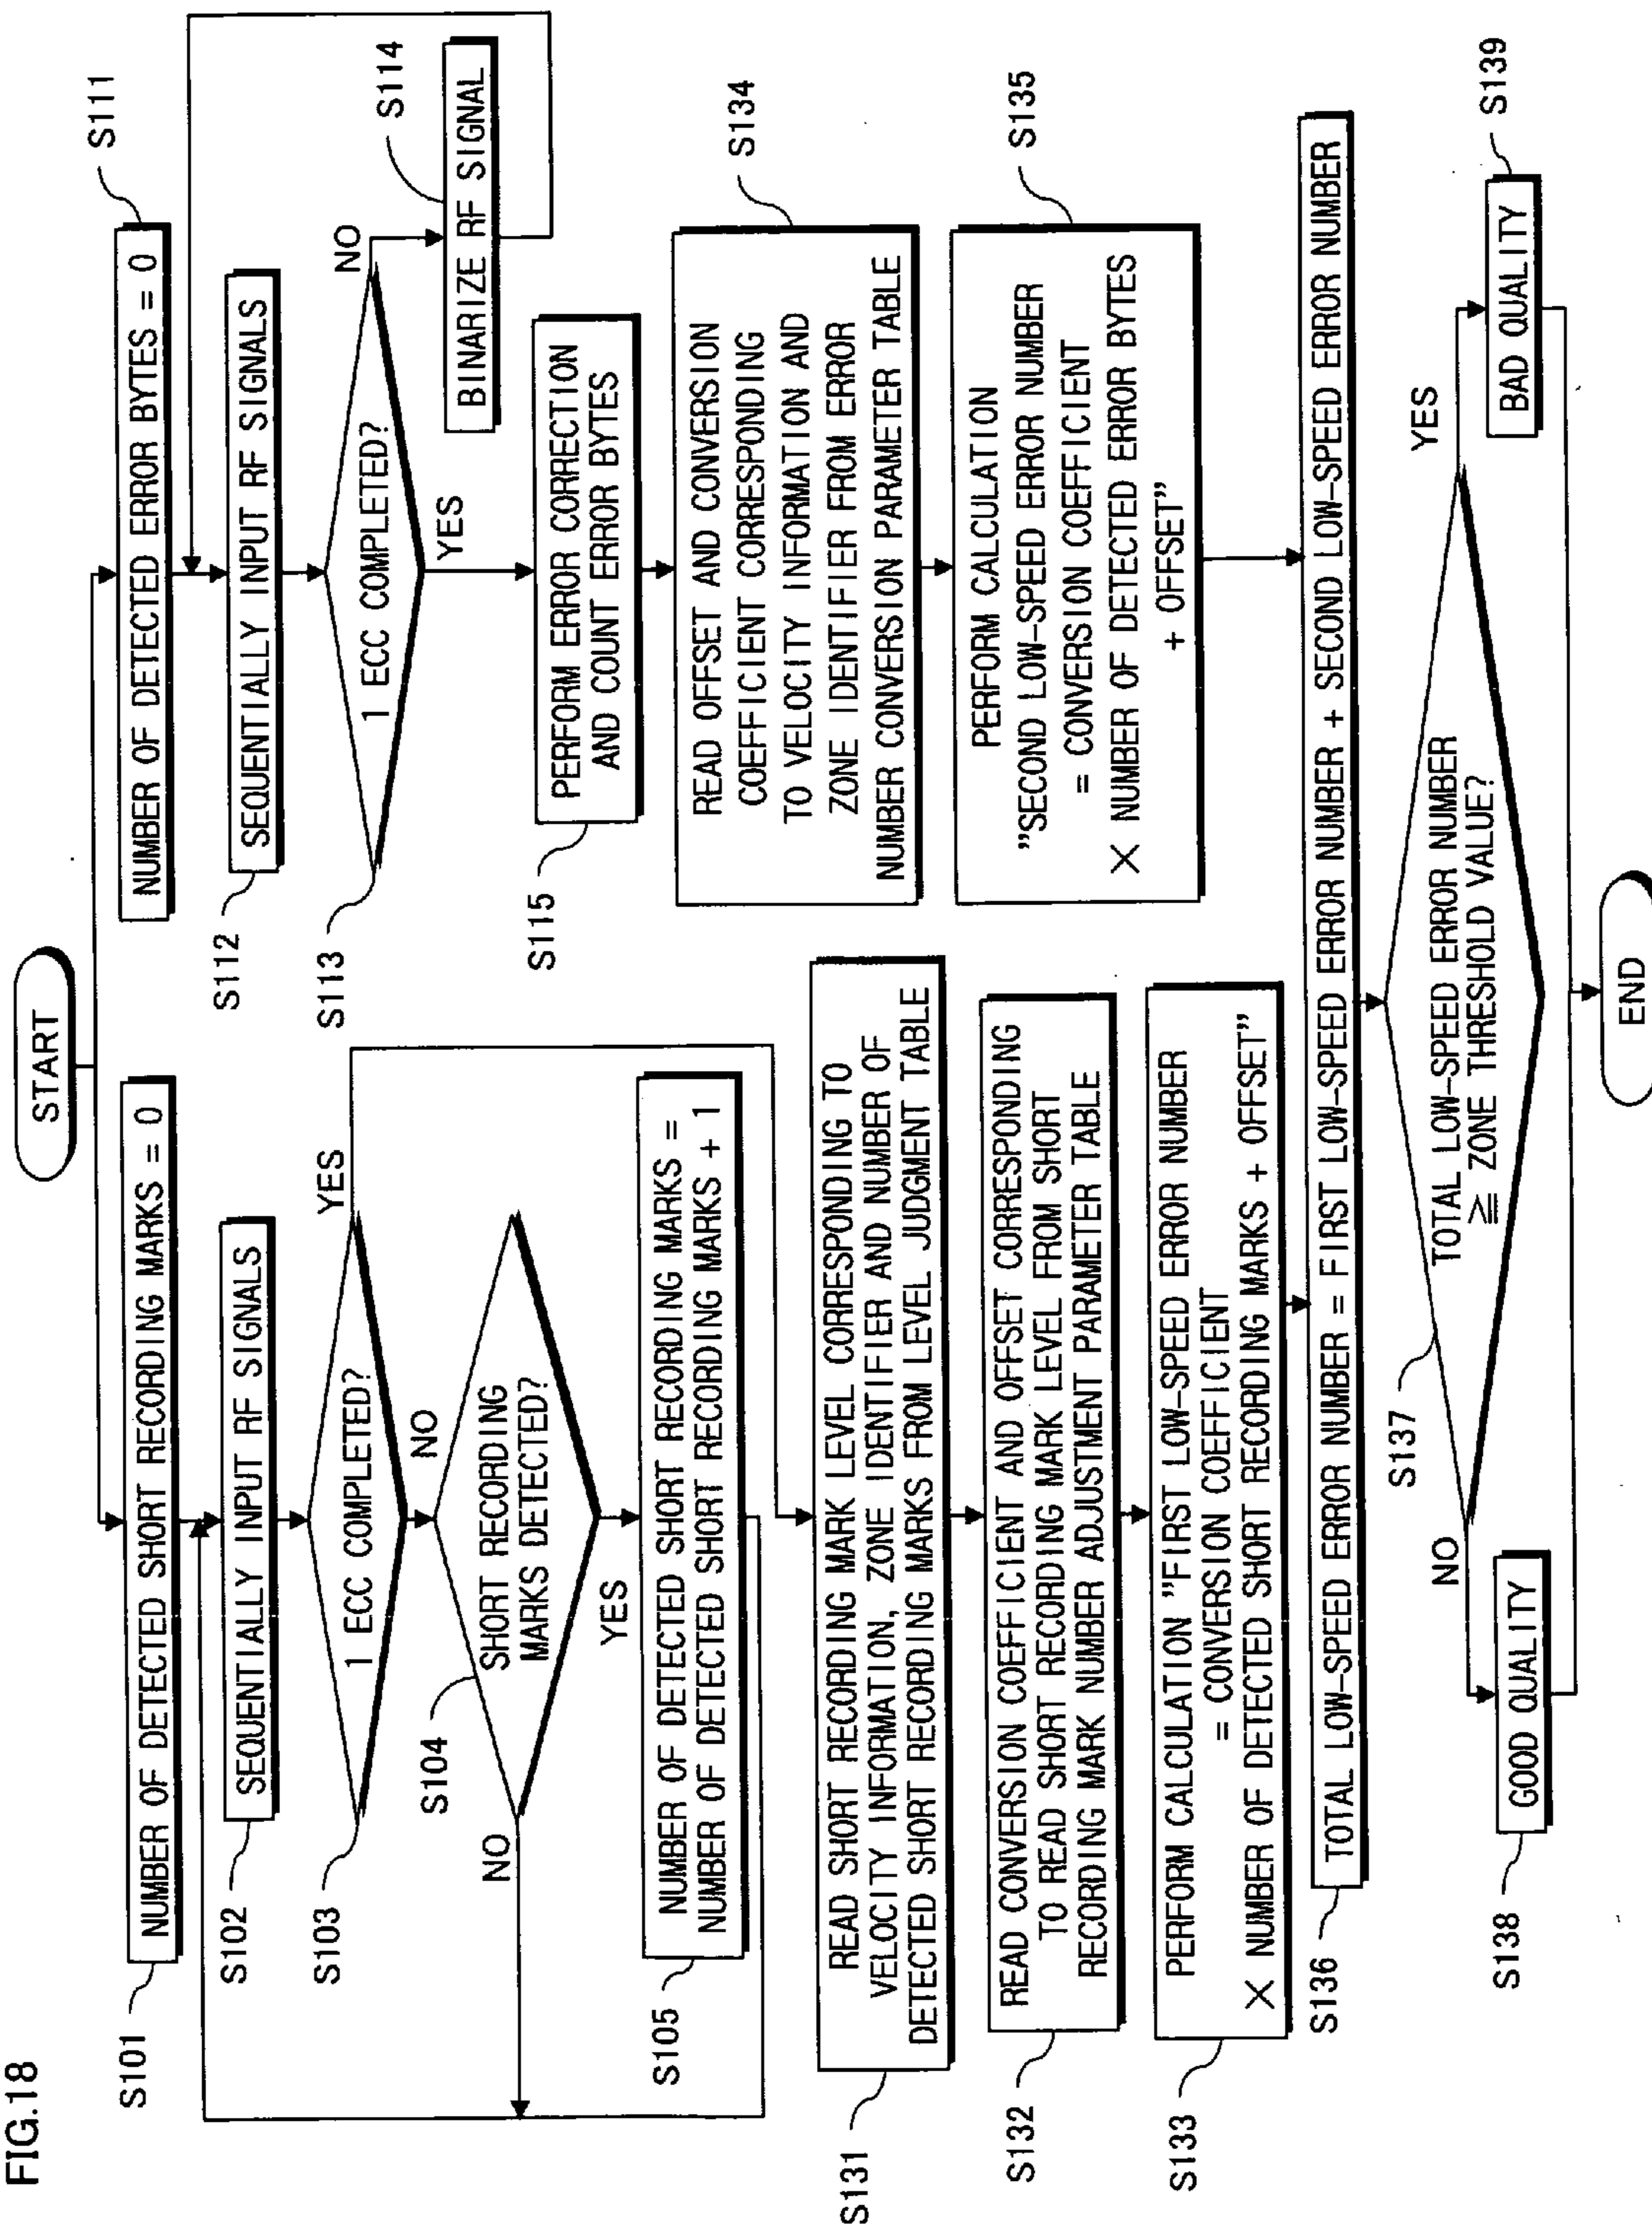 FIG.18
START
S101
NUMBER OF DETECTED SHORT RECORDING MARKS = 0
S102
SEQUENTIALLY INPUT RF SIGNALS
S103
1 ECC COMPLETED?
YES
NO
S104
SHORT RECORDING
MARKS DETECTED?
NO
YES
S105
NUMBER OF DETECTED SHORT RECORDING MARKS =
NUMBER OF DETECTED SHORT RECORDING MARKS + 1
S131
READ SHORT RECORDING MARK LEVEL CORRESPONDING TO
VELOCITY INFORMATION, ZONE IDENTIFIER AND NUMBER OF
DETECTED SHORT RECORDING MARKS FROM LEVEL JUDGMENT TABLE
S132
READ CONVERSION COEFFICIENT AND OFFSET CORRESPONDING
TO READ SHORT RECORDING MARK LEVEL FROM SHORT
RECORDING MARK NUMBER ADJUSTMENT PARAMETER TABLE
S133
PERFORM CALCULATION "FIRST LOW-SPEED ERROR NUMBER
= CONVERSION COEFFICIENT
× NUMBER OF DETECTED SHORT RECORDING MARKS + OFFSET"
S111
NUMBER OF DETECTED ERROR BYTES = 0
S112
SEQUENTIALLY INPUT RF SIGNALS
S113
1 ECC COMPLETED?
NO
YES
S114
BINARIZE RF SIGNAL
S115
PERFORM ERROR CORRECTION
AND COUNT ERROR BYTES
S134
READ OFFSET AND CONVERSION
COEFFICIENT CORRESPONDING
TO VELOCITY INFORMATION AND
ZONE IDENTIFIER FROM ERROR
NUMBER CONVERSION PARAMETER TABLE
S135
PERFORM CALCULATION
"SECOND LOW-SPEED ERROR NUMBER
= CONVERSION COEFFICIENT
× NUMBER OF DETECTED ERROR BYTES
+ OFFSET"
S136
TOTAL LOW-SPEED ERROR NUMBER = FIRST LOW-SPEED ERROR NUMBER + SECOND LOW-SPEED ERROR NUMBER
S137
TOTAL LOW-SPEED ERROR NUMBER
≧ ZONE THRESHOLD VALUE?
NO
YES
S138
GOOD QUALITY
S139
BAD QUALITY
END